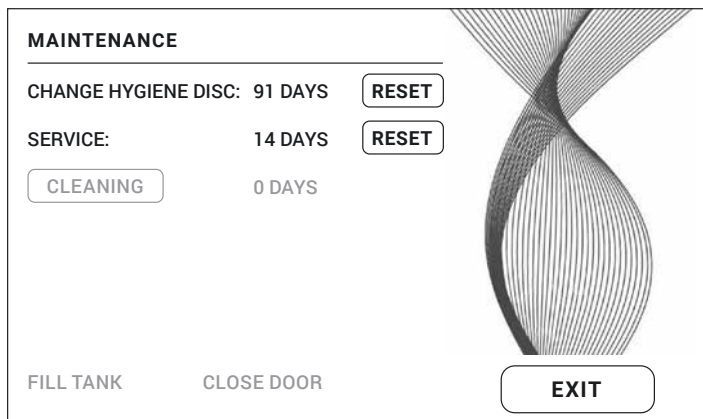 MAINTENANCE
CHANGE HYGIENE DISC: 91 DAYS RESET
SERVICE: 14 DAYS RESET
CLEANING 0 DAYS
FILL TANK CLOSE DOOR EXIT